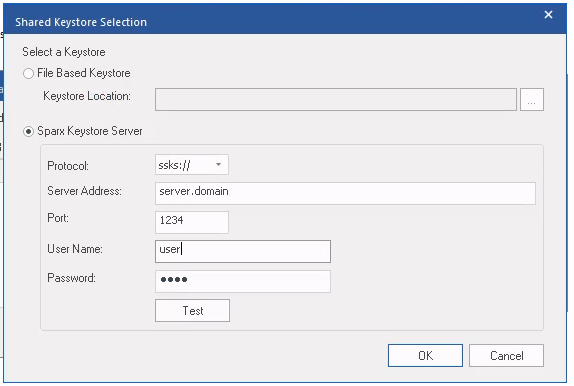 Shared Keystore Selection
Select a Keystore
File Based Keystore
Keystore Location:
...
Sparx Keystore Server
Protocol: ssks://
Server Address: server.domain
Port: 1234
User Name: user
Password: ●●●●
Test
OK Cancel